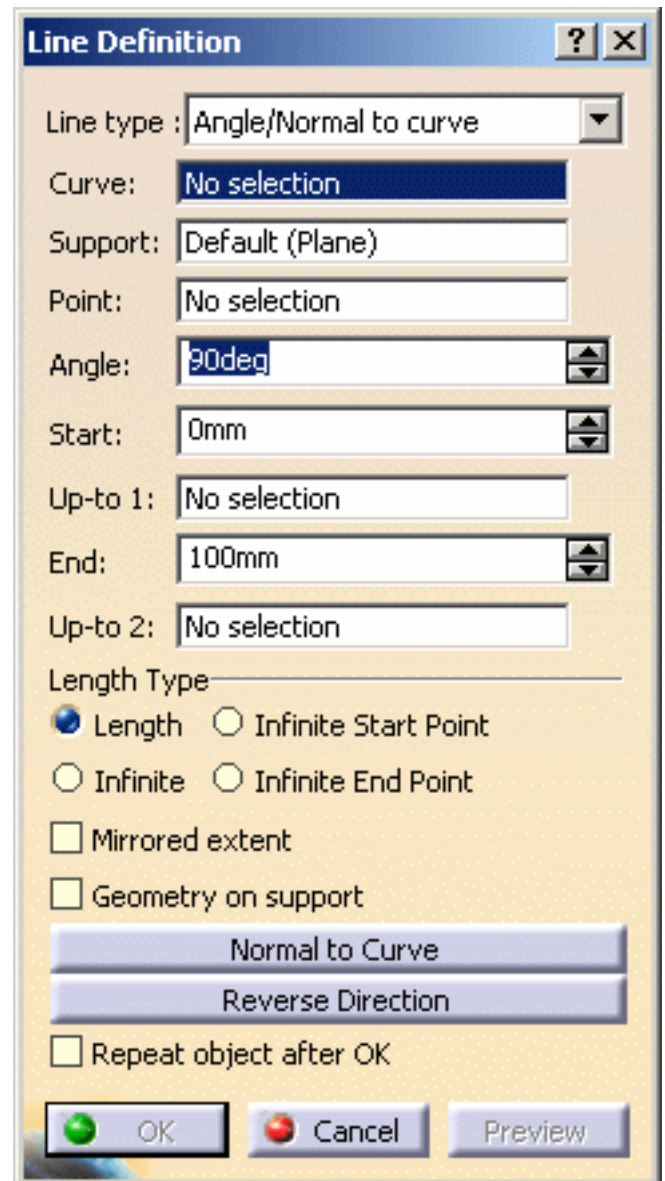 Line Definition ? X
Line type : Angle/Normal to curve
Curve: No selection
Support: Default (Plane)
Point: No selection
Angle: 90deg
Start: 0mm
Up-to 1: No selection
End: 100mm
Up-to 2: No selection
Length Type
Length Infinite Start Point
Infinite Infinite End Point
Mirrored extent
Geometry on support
Normal to Curve
Reverse Direction
Repeat object after OK
OK Cancel Preview